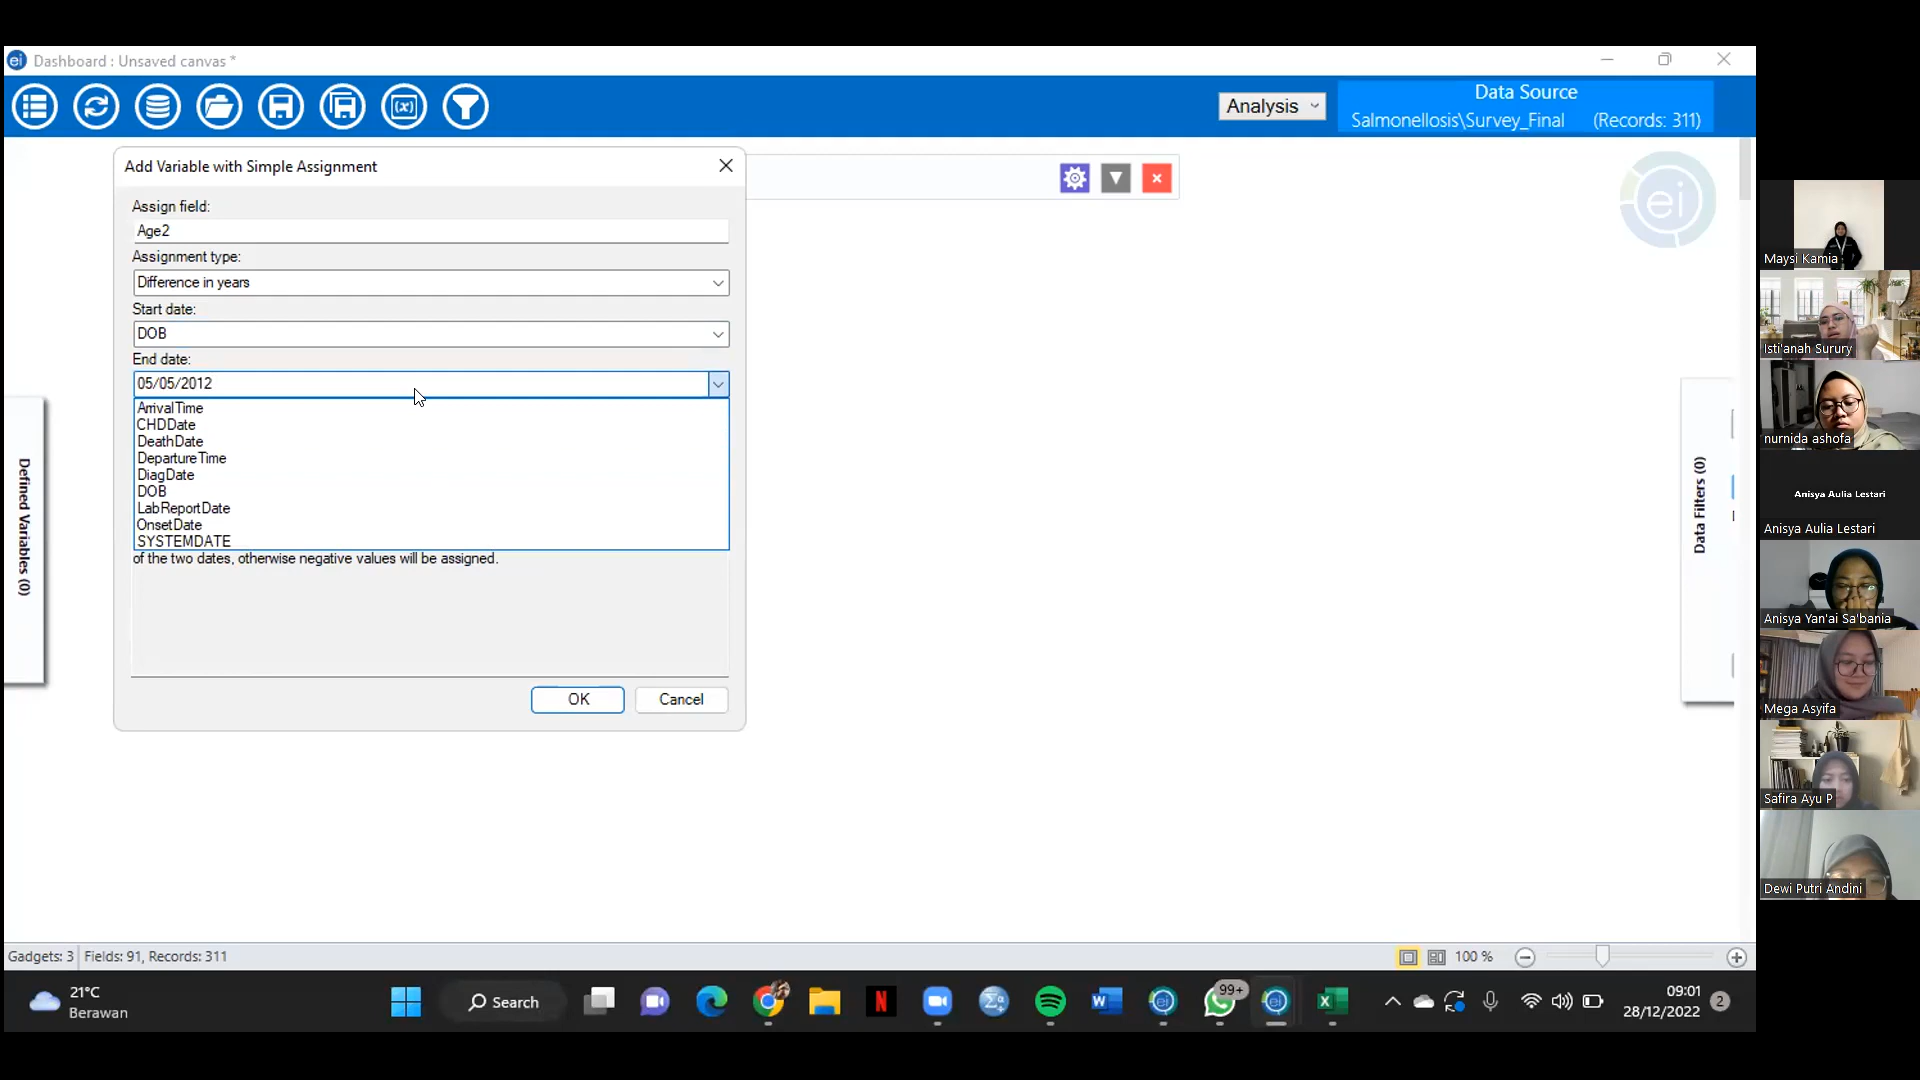 ei Dashboard : Unsaved canvas *
(x)
Analysis
Data Source
Salmonellosis\Survey_Final (Records: 311)
Add Variable with Simple Assignment
Assign field:
Age2
Assignment type:
Difference in years
Start date:
DOB
End date:
05/05/2012
ArrivalTime
CHDDate
DeathDate
DepartureTime
DiagDate
DOB
LabReportDate
OnsetDate
SYSTEMDATE
of the two dates, otherwise negative values will be assigned.
OK Cancel
Defined Variables (0)
Data Filters (0)
ei
Maysi Kamia
Isti'anah Surury
nurnida ashofa
Anisya Aulia Lestari
Anisya Aulia Lestari
Anisya Yan'ai Sa'bania
Mega Asyifa
Safira Ayu P
Dewi Putri Andini
Gadgets: 3 Fields: 91, Records: 311
100 %
21°C
Berawan
Search
99+
09:01
28/12/2022
2